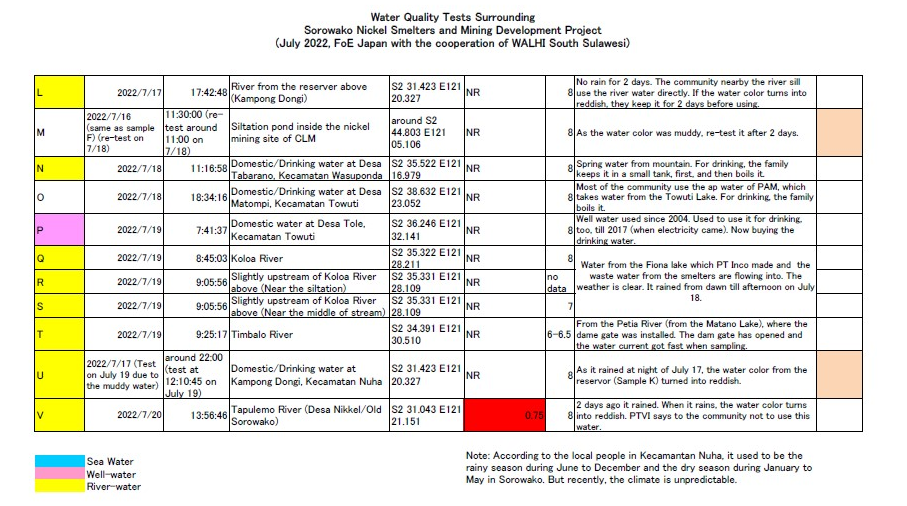 Water Quality Tests Surrounding
Sorowako Nickel Smelters and Mining Development Project
(July 2022, FoE Japan with the cooperation of WALHI South Sulawesi)
L
2022/7/17
17:42:48
River from the reserver above
(Kampong Dongi)
S2 31.423 E121
20.327
NR
8
No rain for 2 days. The community nearby the river sill
use the river water directly. If the water color turns into
reddish, they keep it for 2 days before using.
M
2022/7/16
(same as sample
F) (re-test on
7/18)
11:30:00 (re-
test around
11:00 on
7/18)
Siltation pond inside the nickel
mining site of CLM
around S2
44.803 E121
05.106
NR
8
As the water color was muddy, re-test it after 2 days.
N
2022/7/18
11:16:58
Domestic/Drinking water at Desa
Tabarano, Kecamatan Wasuponda
S2 35.522 E121
16.979
NR
8
Spring water from mountain. For drinking, the family
keeps it in a small tank, first, and then boils it.
O
2022/7/18
18:34:16
Domestic/Drinking water at Desa
Matompi, Kecamatan Towuti
S2 38.632 E121
23.052
NR
8
Most of the community use the ap water of PAM, which
takes water from the Towuti Lake. For drinking, the family
boils it.
P
2022/7/19
7:41:37
Domestic water at Desa Tole,
Kecamatan Towuti
S2 36.246 E121
32.141
NR
8
Well water used since 2004. Used to use it for drinking,
too, till 2017 (when electricity came). Now buying the
drinking water.
Q
2022/7/19
8:45:03
Koloa River
S2 35.322 E121
28.211
NR
8
Water from the Fiona lake which PT Inco made and the
waste water from the smelters are flowing into. The
weather is clear. It rained from dawn till afternoon on July
18.
R
2022/7/19
9:05:56
Slightly upstream of Koloa River
above (Near the siltation)
S2 35.331 E121
28.109
NR
no
data
S
2022/7/19
9:05:56
Slightly upstream of Koloa River
above (Near the middle of stream)
S2 35.331 E121
28.109
NR
7
T
2022/7/19
9:25:17
Timbalo River
S2 34.391 E121
30.510
NR
6-6.5
From the Petia River (from the Matano Lake), where the
dame gate was installed. The dam gate has opened and
the water current got fast when sampling.
U
2022/7/17 (Test
on July 19 due to
the muddy water)
around 22:00
(test at
12:10:45 on
July 19)
Domestic/Drinking water at
Kampong Dongi, Kecamatan Nuha
S2 31.423 E121
20.327
NR
8
As it rained at night of July 17, the water color from the
reservor (Sample K) turned into reddish.
V
2022/7/20
13:56:46
Tapulemo River (Desa Nikkel/Old
Sorowako)
S2 31.043 E121
21.151
0.75
8
2 days ago it rained. When it rains, the water color turns
into reddish. PTVI says to the community not to use this
water.
Sea Water
Well-water
River-water
Note: According to the local people in Kecamantan Nuha, it used to be the
rainy season during June to December and the dry season during January to
May in Sorowako. But recently, the climate is unpredictable.